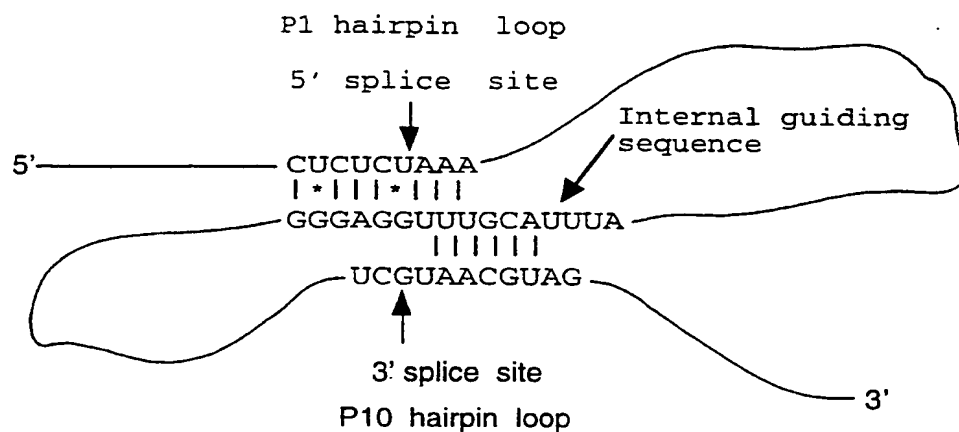 P1 hairpin loop
5' splice site
Internal guiding
sequence
5' CUCUCUAAA
| * | | | * | | |
GGGAGGUUUGCAUUUA
| | | | | |
UCGUAACGUAG
3' splice site
3'
P10 hairpin loop